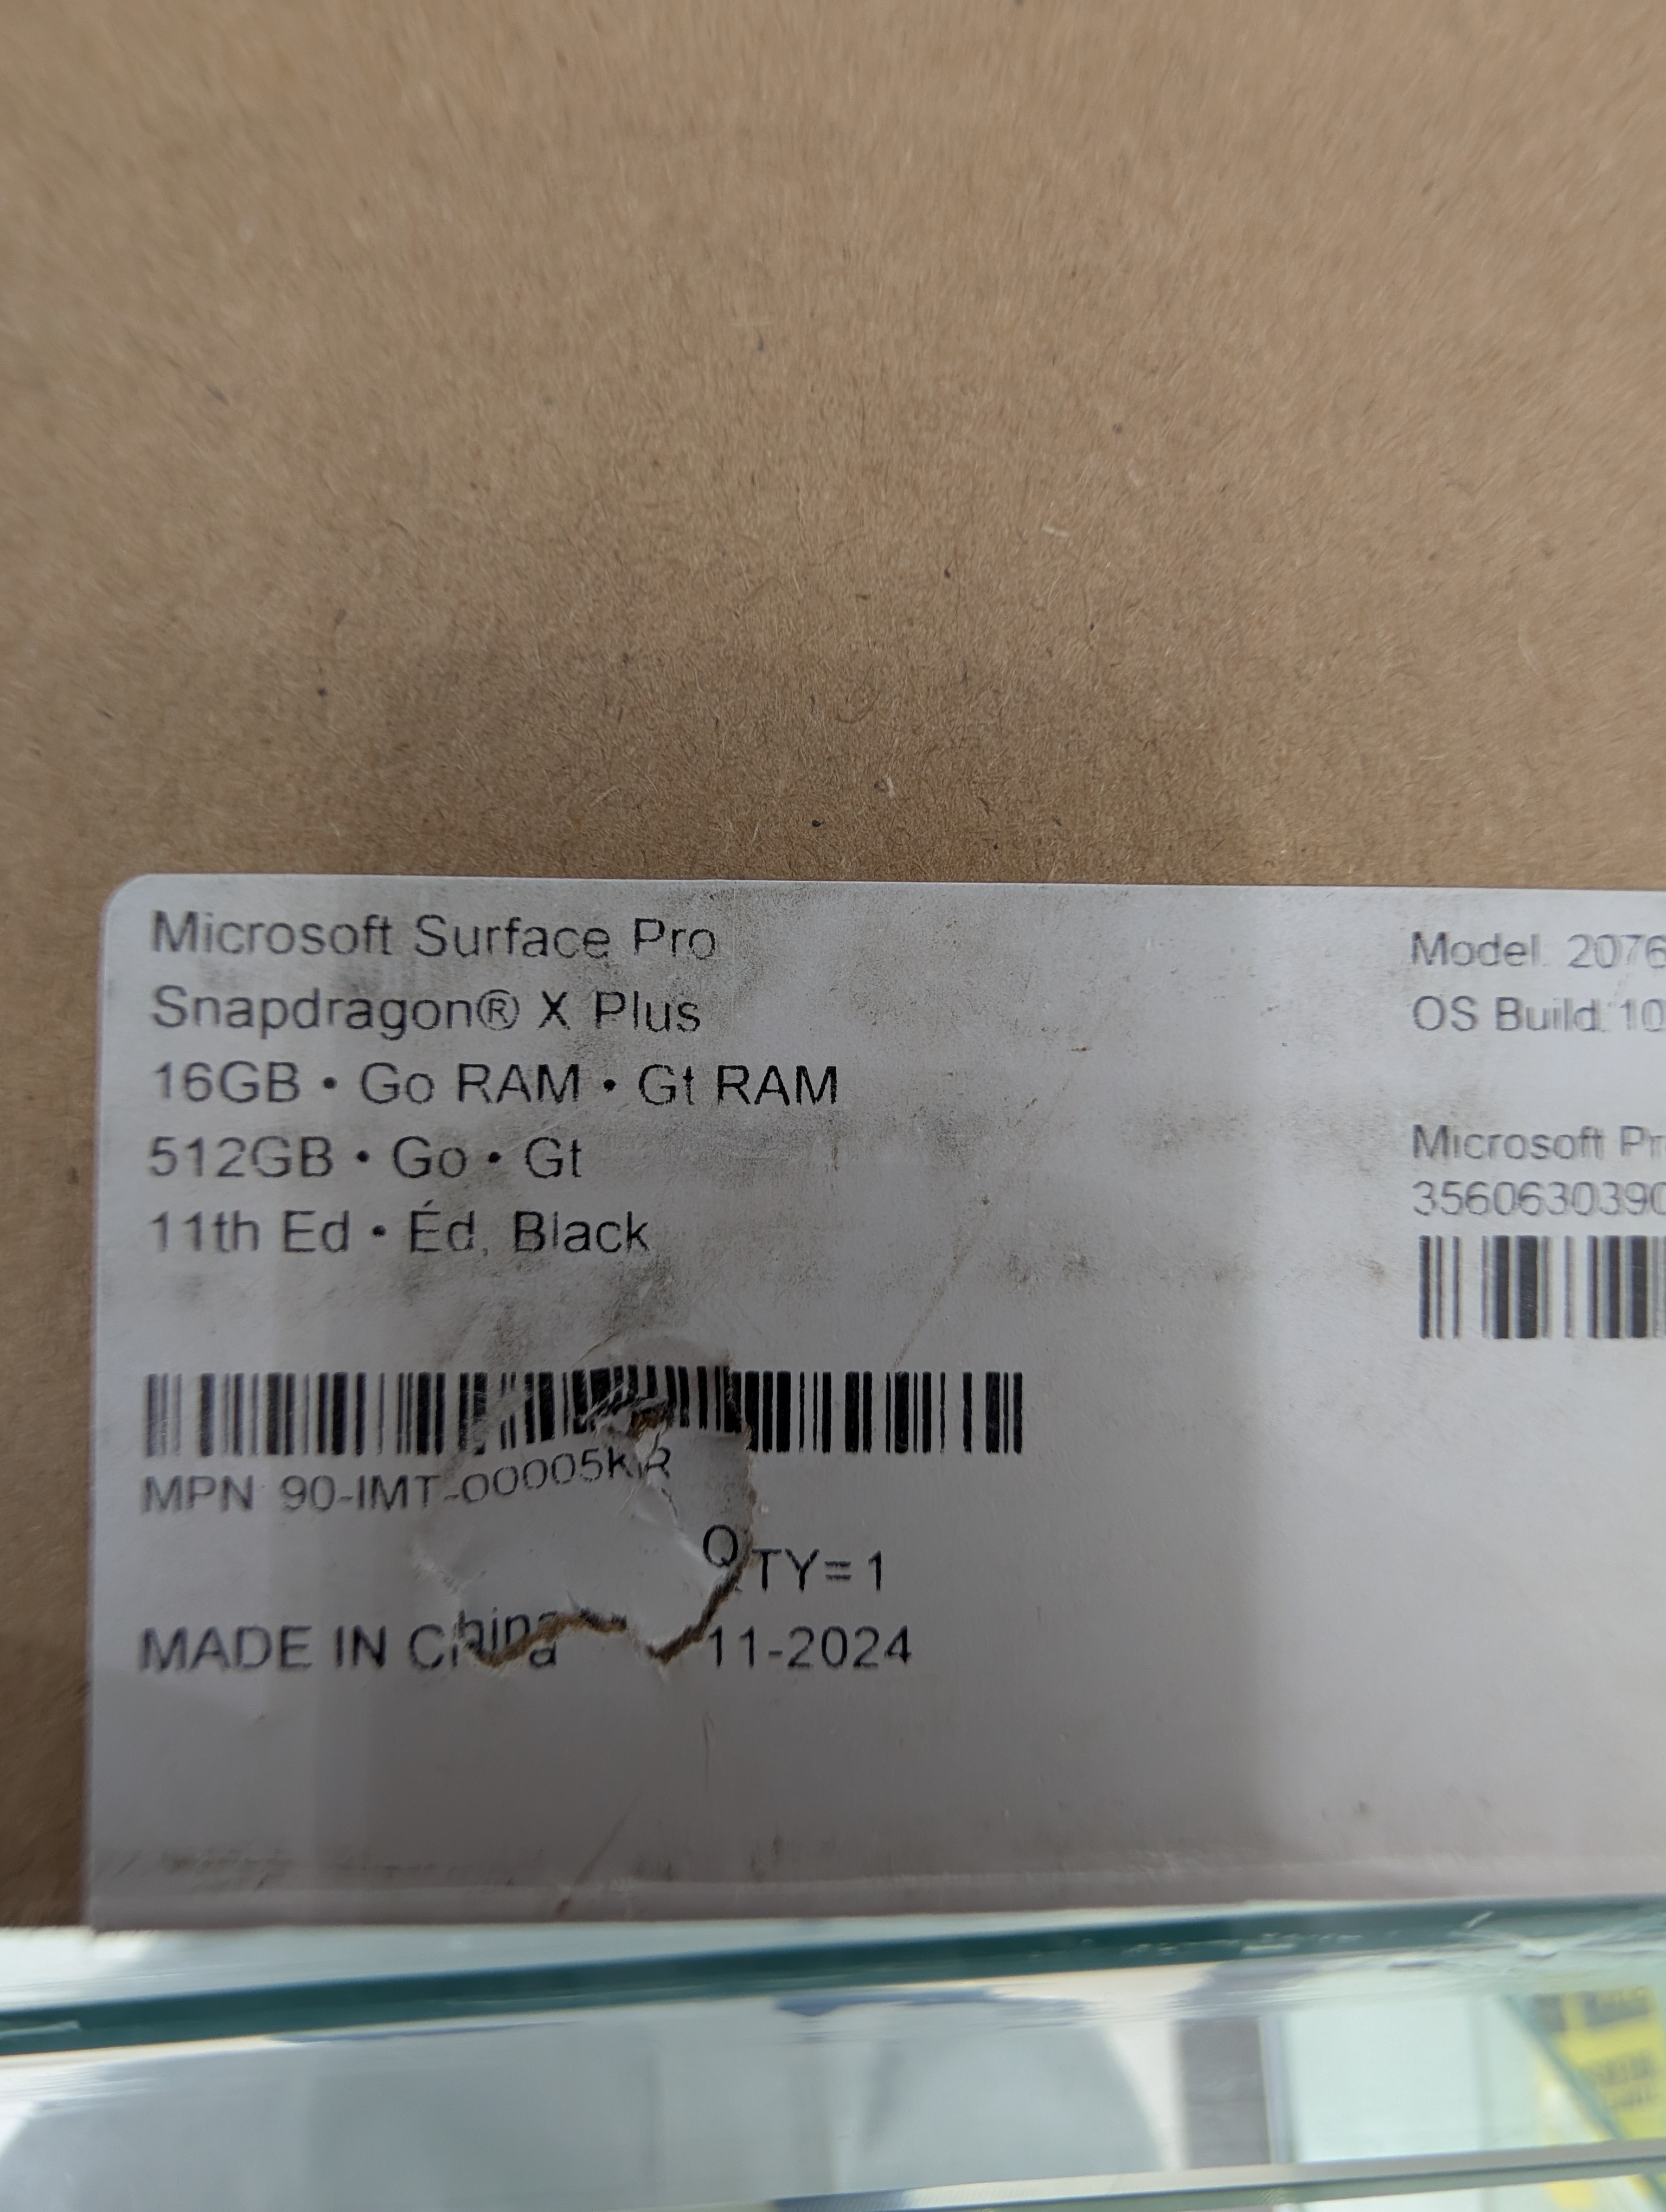 Microsoft Surface Pro
Snapdragon® X Plus
16GB • Go RAM • Gt RAM
512GB • Go • Gt
11th Ed • Éd, Black
MPN 90-IMT-00005KR
QTY=1
MADE IN China 11-2024
Model 2076
OS Build 10
Microsoft Pr
3560630390